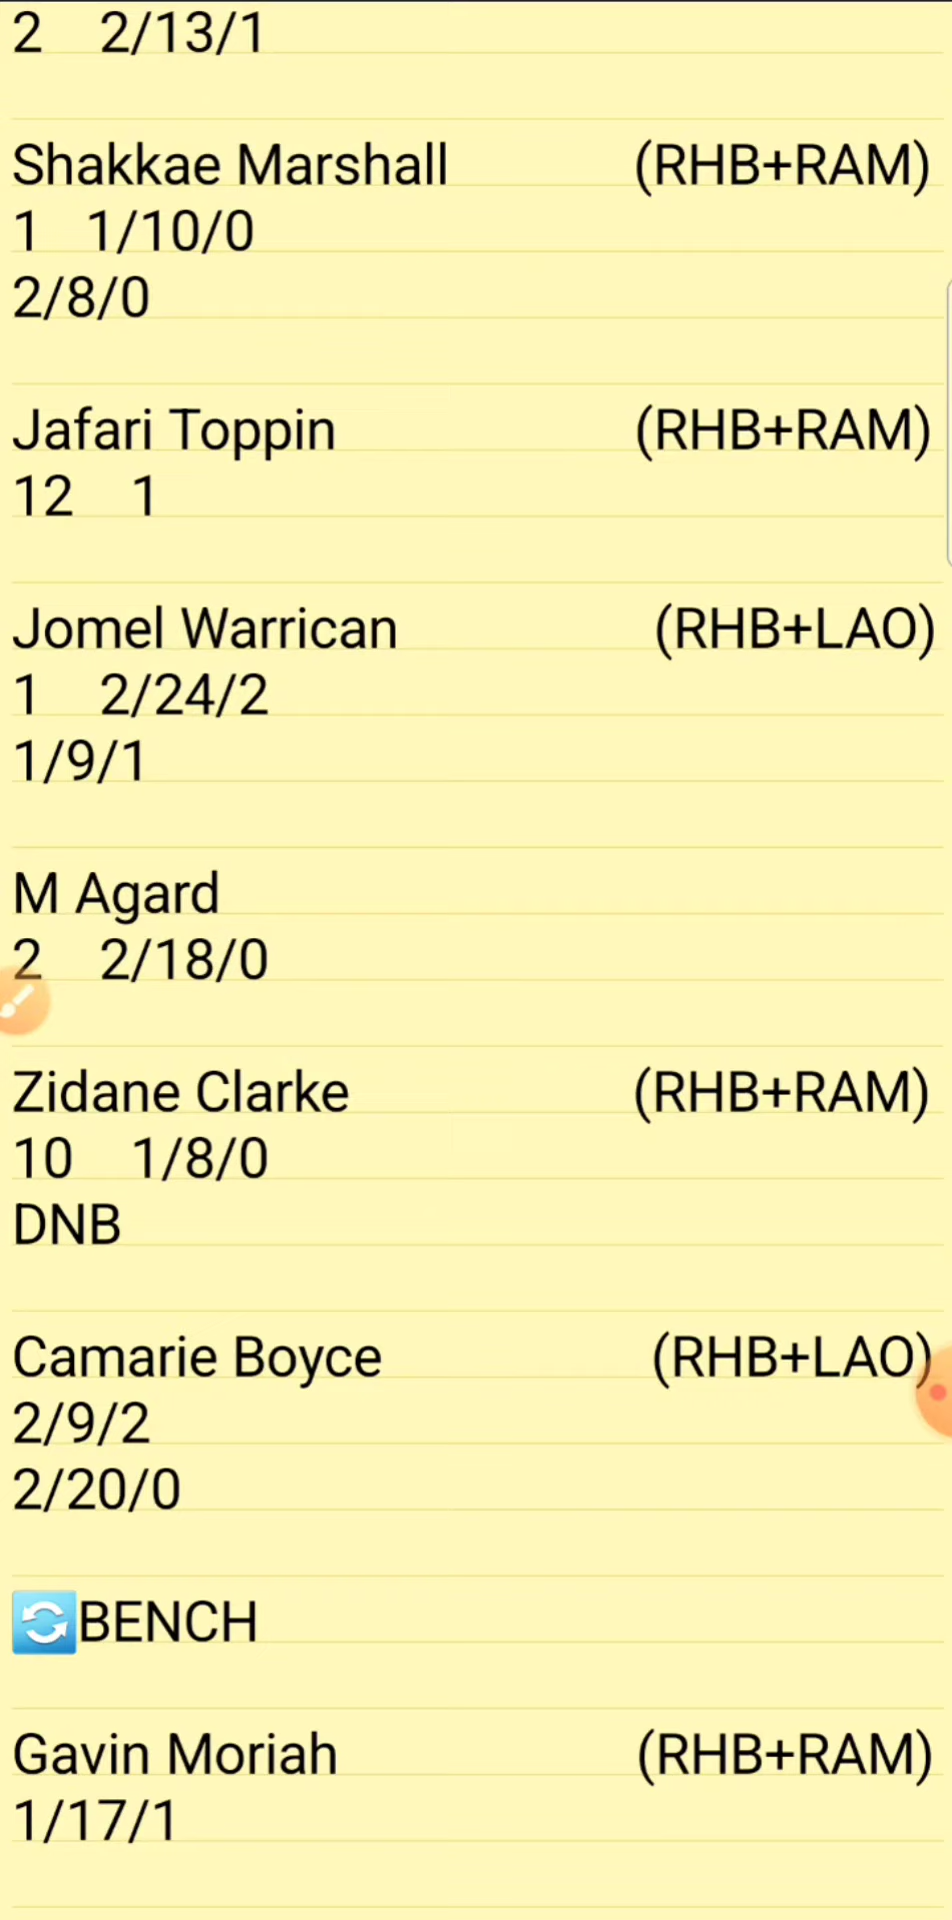 2 2/13/1
Shakkae Marshall (RHB+RAM)
1 1/10/0
2/8/0
Jafari Toppin (RHB+RAM)
12 1
Jomel Warrican (RHB+LAO)
1 2/24/2
1/9/1
M Agard
2 2/18/0
Zidane Clarke (RHB+RAM)
10 1/8/0
DNB
Camarie Boyce (RHB+LAO)
2/9/2
2/20/0
🔄BENCH
Gavin Moriah (RHB+RAM)
1/17/1